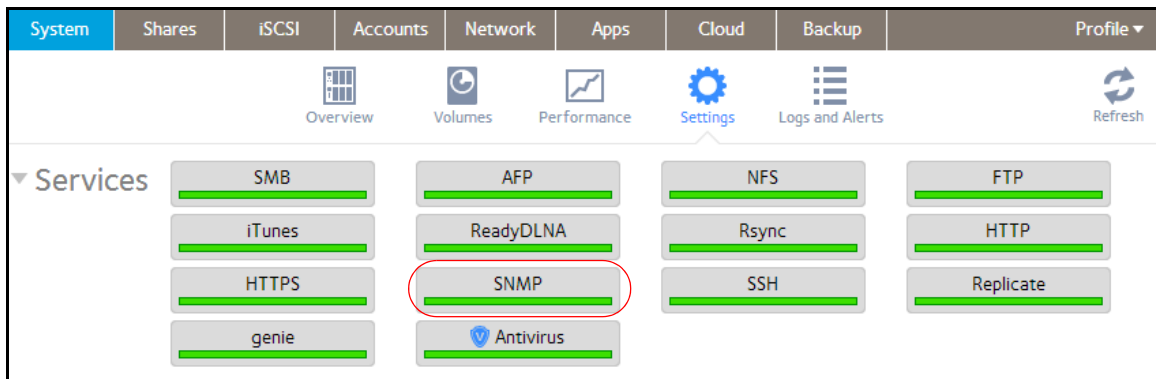 System Shares iSCSI Accounts Network Apps Cloud Backup Profile
Overview Volumes Performance Settings Logs and Alerts Refresh
Services SMB AFP NFS FTP
iTunes ReadyDLNA Rsync HTTP
HTTPS SNMP SSH Replicate
genie Antivirus